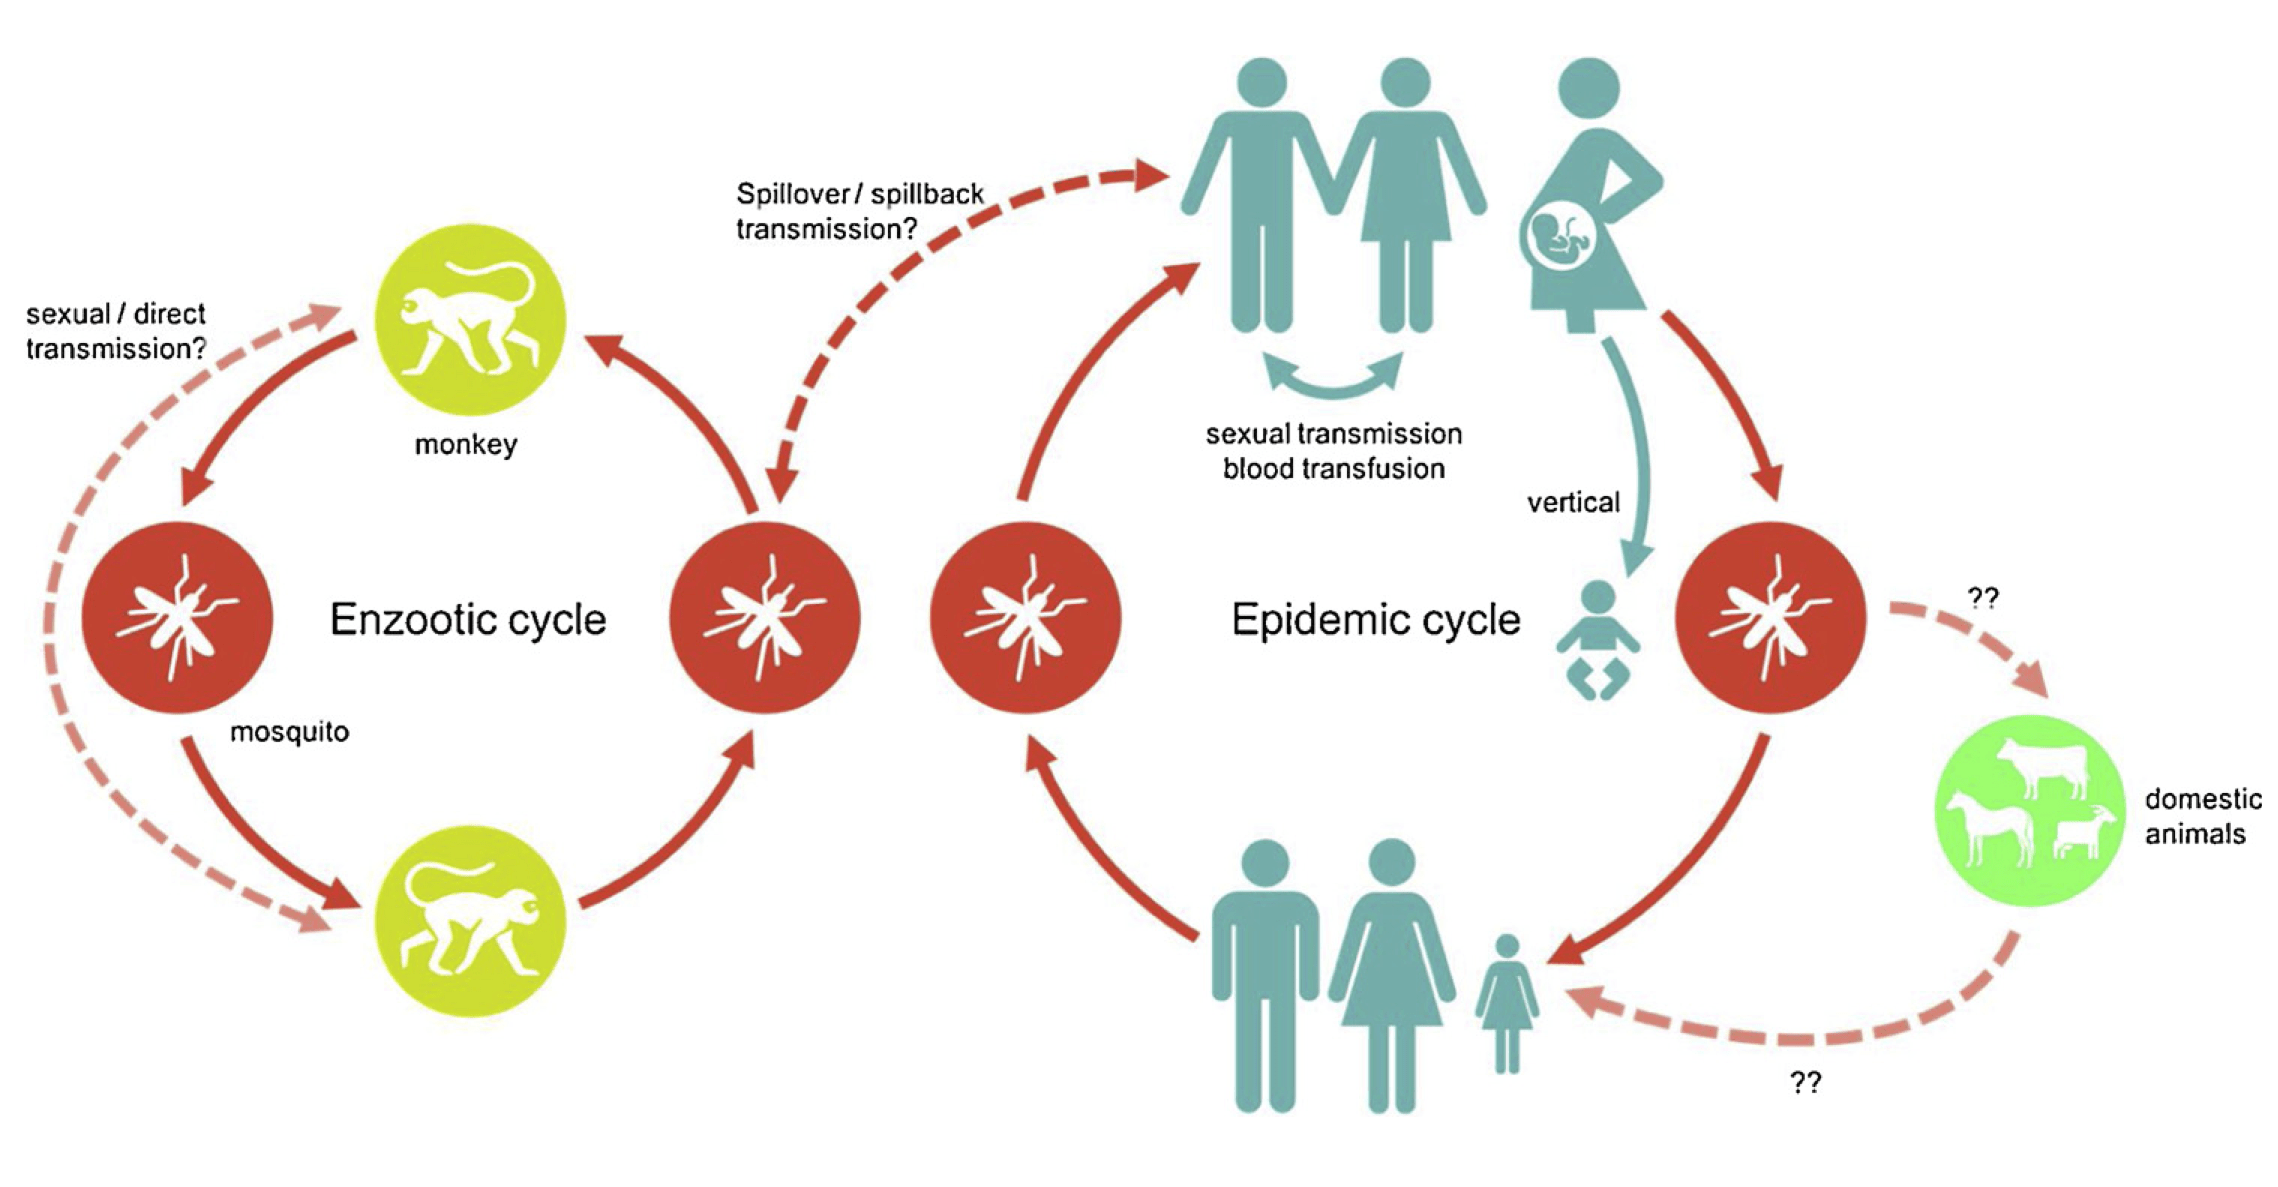 Spillover / spillback
transmission?
sexual / direct
transmission?
monkey
sexual transmission
blood transfusion
vertical
Enzootic cycle
Epidemic cycle
??
mosquito
domestic
animals
??